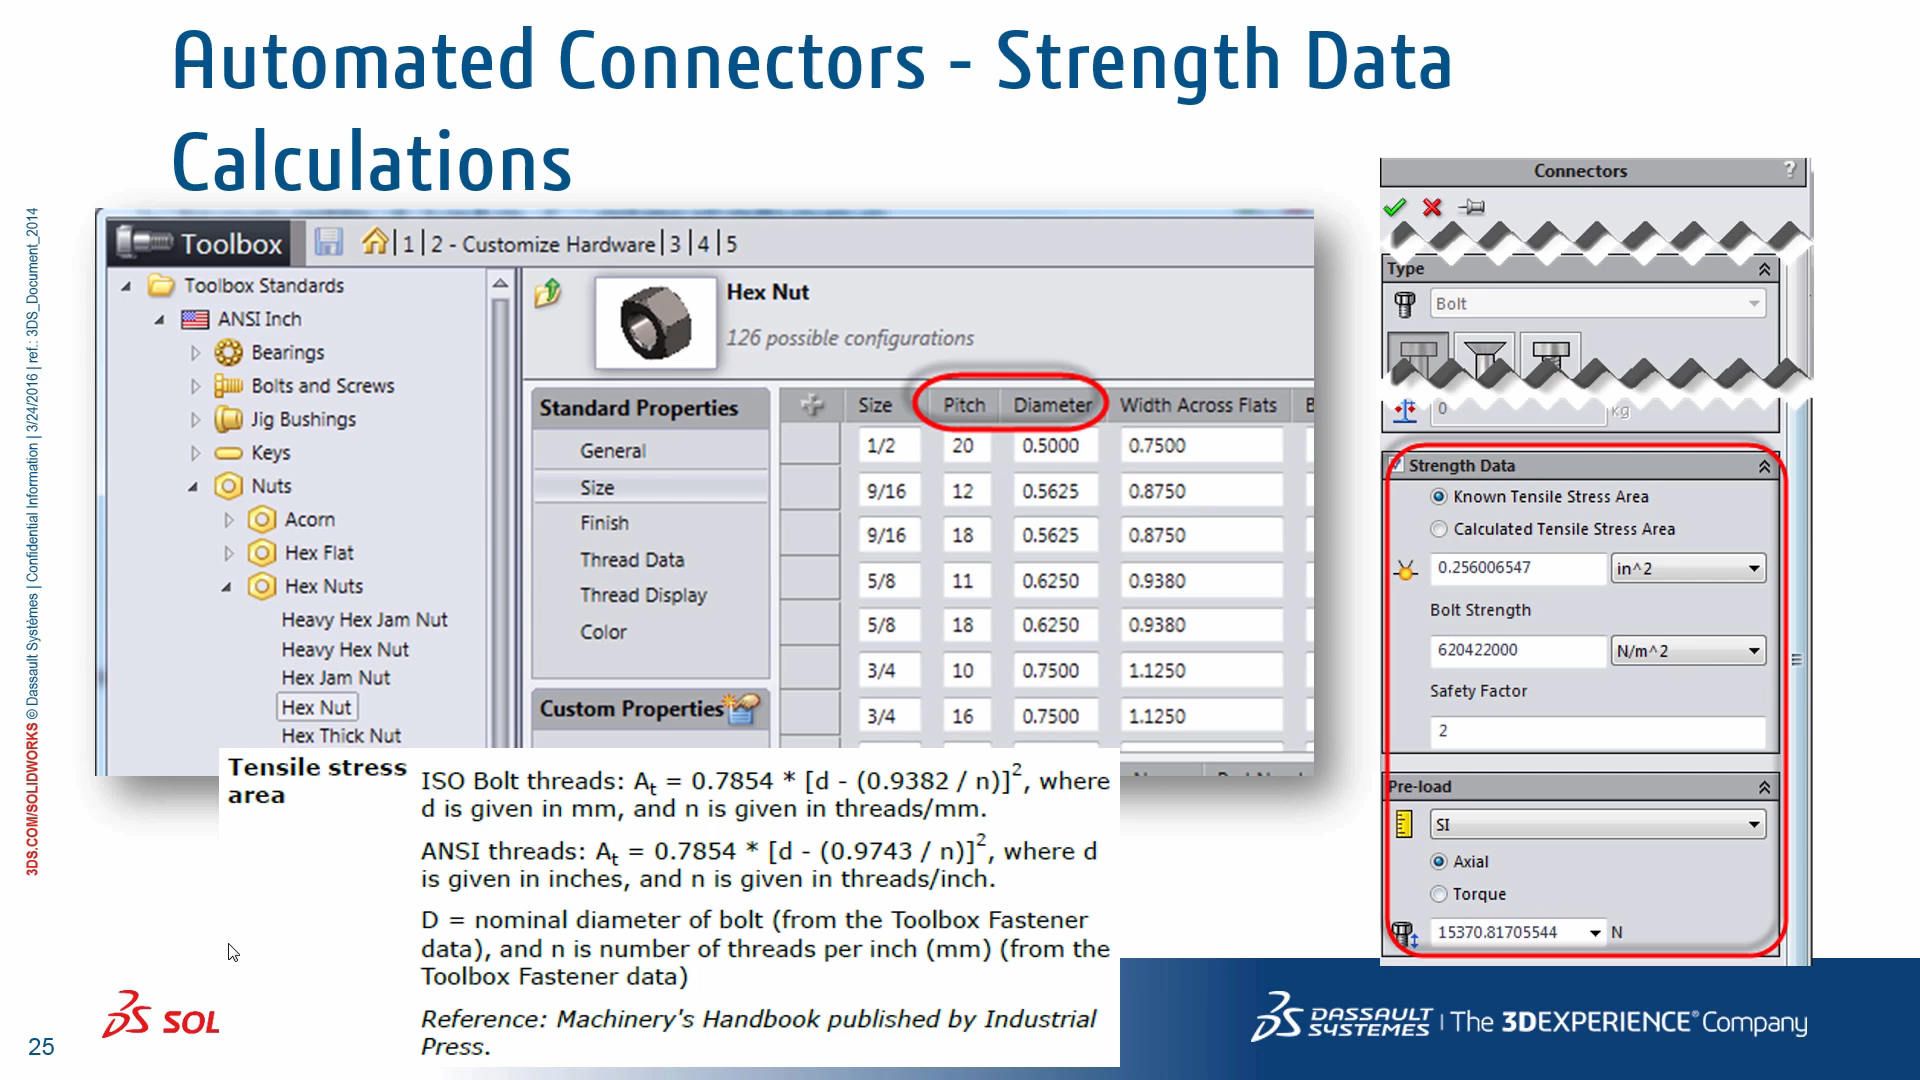 Automated Connectors - Strength Data
Calculations
3DS.COM/SOLIDWORKS © Dassault Systèmes | Confidential Information | 3/24/2016 | ref.: 3DS_Document_2014
Toolbox
1 | 2 - Customize Hardware | 3 | 4 | 5
Toolbox Standards
ANSI Inch
Bearings
Bolts and Screws
Jig Bushings
Keys
Nuts
Acorn
Hex Flat
Hex Nuts
Heavy Hex Jam Nut
Heavy Hex Nut
Hex Jam Nut
Hex Nut
Hex Thick Nut
Hex Nut
126 possible configurations
Standard Properties
General
Size
Finish
Thread Data
Thread Display
Color
Custom Properties
Size Pitch Diameter Width Across Flats
1/2 20 0.5000 0.7500
9/16 12 0.5625 0.8750
9/16 18 0.5625 0.8750
5/8 11 0.6250 0.9380
5/8 18 0.6250 0.9380
3/4 10 0.7500 1.1250
3/4 16 0.7500 1.1250
Tensile stress
area
ISO Bolt threads: At = 0.7854 * [d - (0.9382 / n)]2, where
d is given in mm, and n is given in threads/mm.
ANSI threads: At = 0.7854 * [d - (0.9743 / n)]2, where d
is given in inches, and n is given in threads/inch.
D = nominal diameter of bolt (from the Toolbox Fastener
data), and n is number of threads per inch (mm) (from the
Toolbox Fastener data)
Reference: Machinery's Handbook published by Industrial
Press.
Connectors ?
Type
Bolt
0 kg
Strength Data
Known Tensile Stress Area
Calculated Tensile Stress Area
0.256006547 in^2
Bolt Strength
620422000 N/m^2
Safety Factor
2
Pre-load
SI
Axial
Torque
15370.81705544 N
25
3DS SOL
3DS DASSAULT SYSTEMES | The 3DEXPERIENCE® Company